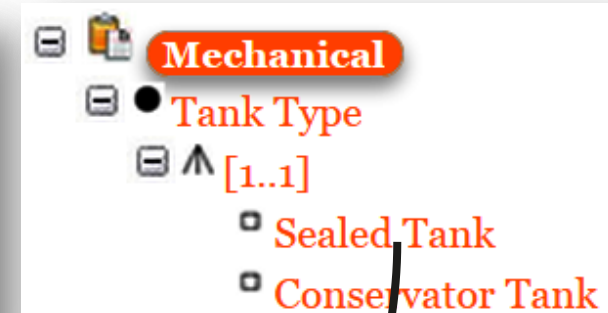 Mechanical
Tank Type
[1..1]
Sealed Tank
Conservator Tank